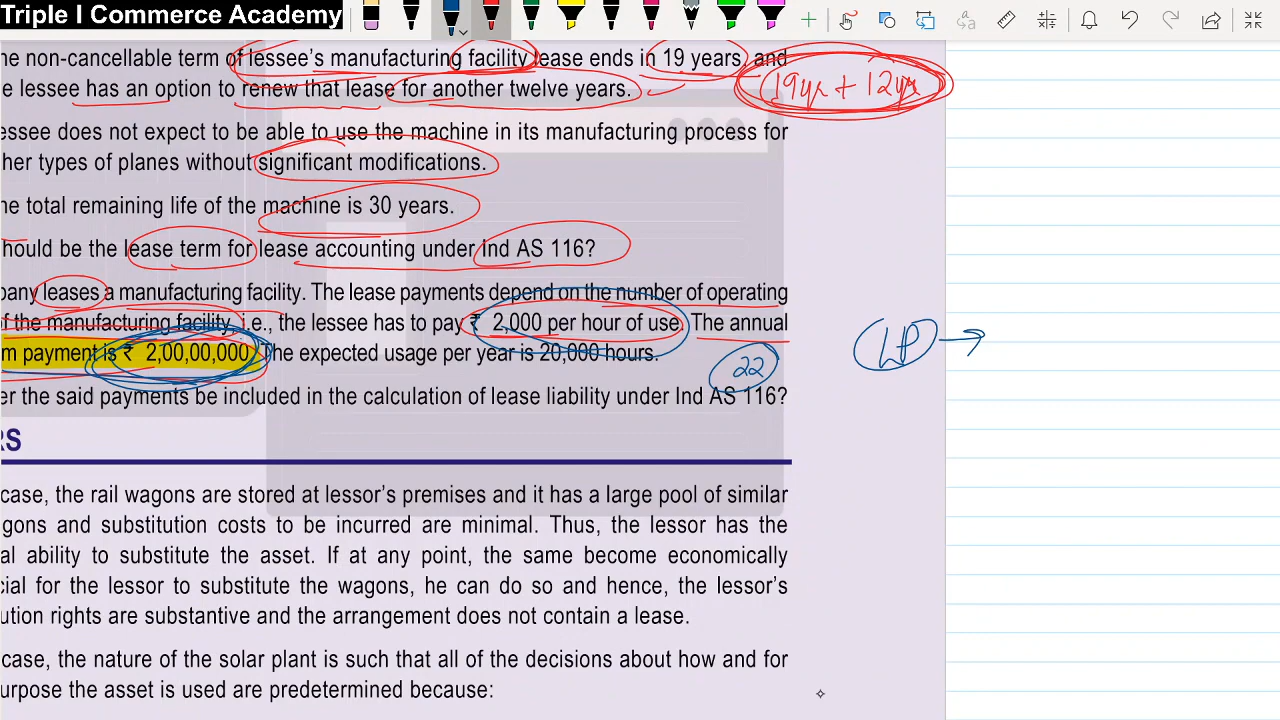 Triple I Commerce Academy
ne non-cancellable term of lessee's manufacturing facility lease ends in 19 years, and
e lessee has an option to renew that lease for another twelve years.
19yr + 12yr
essee does not expect to be able to use the machine in its manufacturing process for
her types of planes without significant modifications.
ne total remaining life of the machine is 30 years.
hould be the lease term for lease accounting under Ind AS 116?
pany leases a manufacturing facility. The lease payments depend on the number of operating
of the manufacturing facility, i.e., the lessee has to pay ₹ 2,000 per hour of use. The annual
m payment is ₹ 2,00,00,000. The expected usage per year is 20,000 hours.
22
LP →
er the said payments be included in the calculation of lease liability under Ind AS 116?
RS
case, the rail wagons are stored at lessor's premises and it has a large pool of similar
gons and substitution costs to be incurred are minimal. Thus, the lessor has the
al ability to substitute the asset. If at any point, the same become economically
cial for the lessor to substitute the wagons, he can do so and hence, the lessor's
ution rights are substantive and the arrangement does not contain a lease.
case, the nature of the solar plant is such that all of the decisions about how and for
urpose the asset is used are predetermined because: